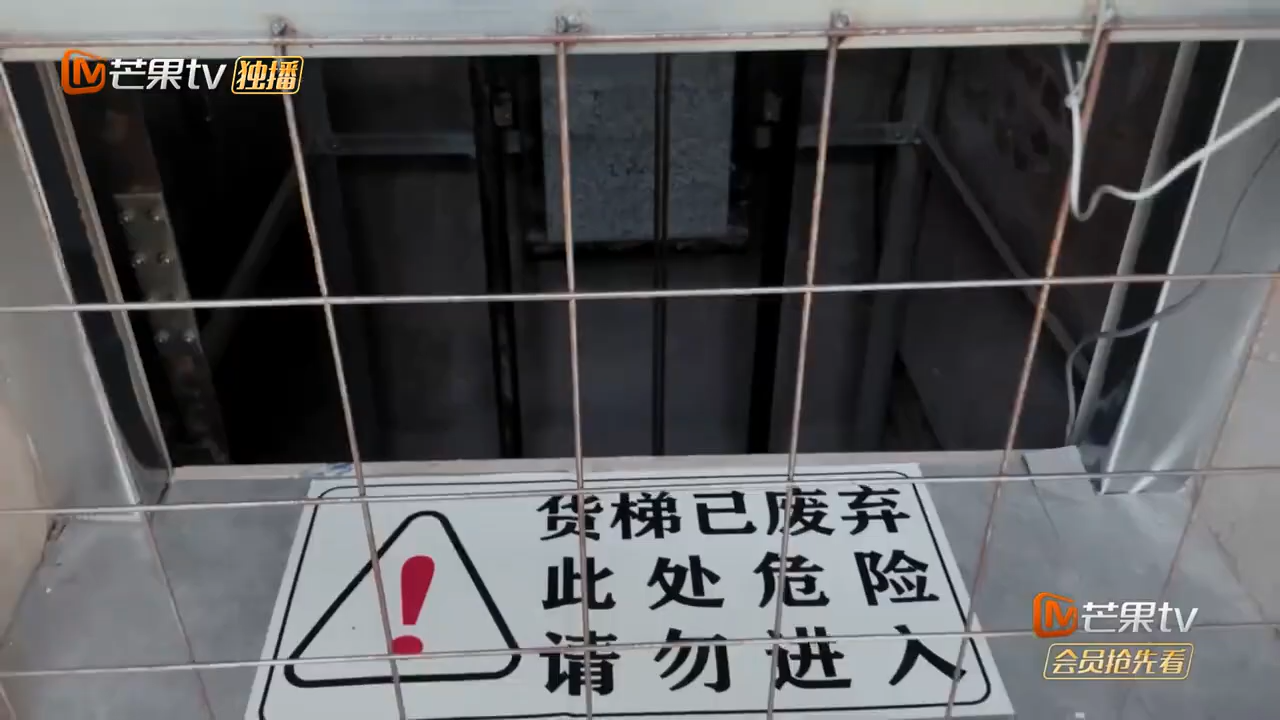 芒果tv 独播
货梯已废弃
此处危险
请勿进入
芒果tv
会员抢先看